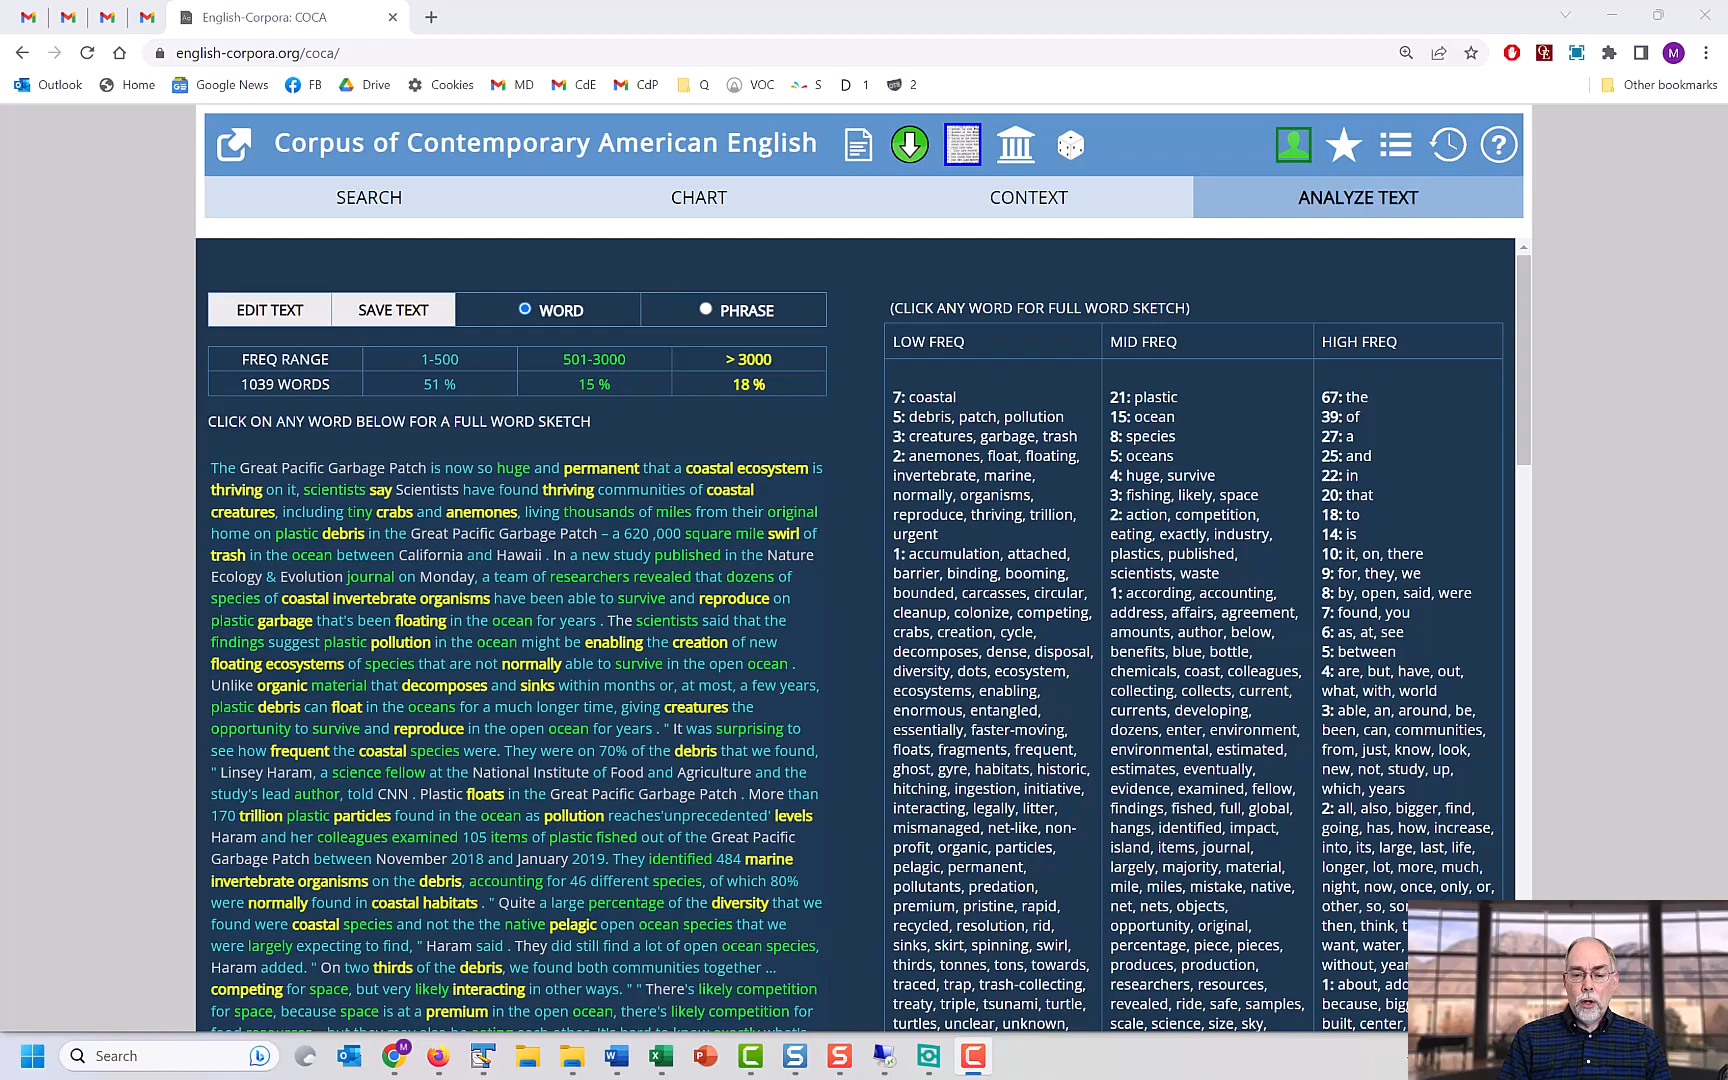 English-Corpora: COCA
english-corpora.org/coca/
Outlook Home Google News FB Drive Cookies MD CdE CdP Q VOC S D 1 2 Other bookmarks
Corpus of Contemporary American English
SEARCH CHART CONTEXT ANALYZE TEXT
EDIT TEXT SAVE TEXT WORD PHRASE
FREQ RANGE 1-500 501-3000 > 3000
1039 WORDS 51 % 15 % 18 %
CLICK ON ANY WORD BELOW FOR A FULL WORD SKETCH
The Great Pacific Garbage Patch is now so huge and permanent that a coastal ecosystem is
thriving on it, scientists say Scientists have found thriving communities of coastal
creatures, including tiny crabs and anemones, living thousands of miles from their original
home on plastic debris in the Great Pacific Garbage Patch – a 620 ,000 square mile swirl of
trash in the ocean between California and Hawaii . In a new study published in the Nature
Ecology & Evolution journal on Monday, a team of researchers revealed that dozens of
species of coastal invertebrate organisms have been able to survive and reproduce on
plastic garbage that's been floating in the ocean for years . The scientists said that the
findings suggest plastic pollution in the ocean might be enabling the creation of new
floating ecosystems of species that are not normally able to survive in the open ocean .
Unlike organic material that decomposes and sinks within months or, at most, a few years,
plastic debris can float in the oceans for a much longer time, giving creatures the
opportunity to survive and reproduce in the open ocean for years . " It was surprising to
see how frequent the coastal species were. They were on 70% of the debris that we found,
" Linsey Haram, a science fellow at the National Institute of Food and Agriculture and the
study's lead author, told CNN . Plastic floats in the Great Pacific Garbage Patch . More than
170 trillion plastic particles found in the ocean as pollution reaches'unprecedented' levels
Haram and her colleagues examined 105 items of plastic fished out of the Great Pacific
Garbage Patch between November 2018 and January 2019. They identified 484 marine
invertebrate organisms on the debris, accounting for 46 different species, of which 80%
were normally found in coastal habitats . " Quite a large percentage of the diversity that we
found were coastal species and not the the native pelagic open ocean species that we
were largely expecting to find, " Haram said . They did still find a lot of open ocean species,
Haram added. " On two thirds of the debris, we found both communities together ...
competing for space, but very likely interacting in other ways. " " There's likely competition
for space, because space is at a premium in the open ocean, there's likely competition for
(CLICK ANY WORD FOR FULL WORD SKETCH)
LOW FREQ
7: coastal
5: debris, patch, pollution
3: creatures, garbage, trash
2: anemones, float, floating,
invertebrate, marine,
normally, organisms,
reproduce, thriving, trillion,
urgent
1: accumulation, attached,
barrier, binding, booming,
bounded, carcasses, circular,
cleanup, colonize, competing,
crabs, creation, cycle,
decomposes, dense, disposal,
diversity, dots, ecosystem,
ecosystems, enabling,
enormous, entangled,
essentially, faster-moving,
floats, fragments, frequent,
ghost, gyre, habitats, historic,
hitching, ingestion, initiative,
interacting, legally, litter,
mismanaged, net-like, non-
profit, organic, particles,
pelagic, permanent,
pollutants, predation,
premium, pristine, rapid,
recycled, resolution, rid,
sinks, skirt, spinning, swirl,
thirds, tonnes, tons, towards,
traced, trap, trash-collecting,
treaty, triple, tsunami, turtle,
turtles, unclear, unknown,
MID FREQ
21: plastic
15: ocean
8: species
5: oceans
4: huge, survive
3: fishing, likely, space
2: action, competition,
eating, exactly, industry,
plastics, published,
scientists, waste
1: according, accounting,
address, affairs, agreement,
amounts, author, below,
benefits, blue, bottle,
chemicals, coast, colleagues,
collecting, collects, current,
currents, developing,
dozens, enter, environment,
environmental, estimated,
estimates, eventually,
evidence, examined, fellow,
findings, fished, full, global,
hangs, identified, impact,
island, items, journal,
largely, majority, material,
mile, miles, mistake, native,
net, nets, objects,
opportunity, original,
percentage, piece, pieces,
produces, production,
researchers, resources,
revealed, ride, safe, samples,
scale, science, size, sky,
HIGH FREQ
67: the
39: of
27: a
25: and
22: in
20: that
18: to
14: is
10: it, on, there
9: for, they, we
8: by, open, said, were
7: found, you
6: as, at, see
5: between
4: are, but, have, out,
what, with, world
3: able, an, around, be,
been, can, communities,
from, just, know, look,
new, not, study, up,
which, years
2: all, also, bigger, find,
going, has, how, increase,
into, its, large, last, life,
longer, lot, more, much,
night, now, once, only, or,
other, so,
then, think,
want, water,
without,
1: about,
because,
built, center,
Search